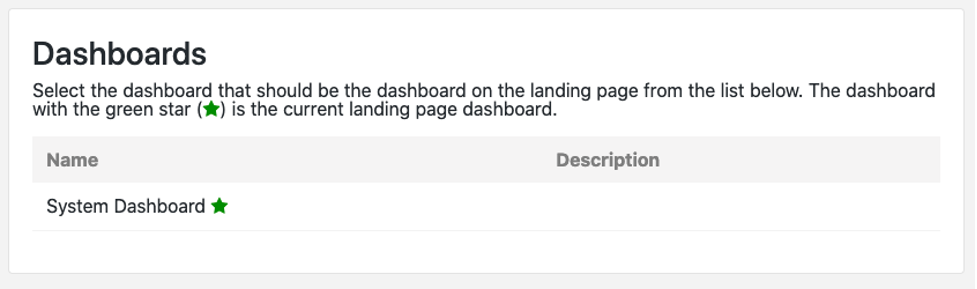 Dashboards
Select the dashboard that should be the dashboard on the landing page from the list below. The dashboard
with the green star (★) is the current landing page dashboard.
Name Description
System Dashboard ★